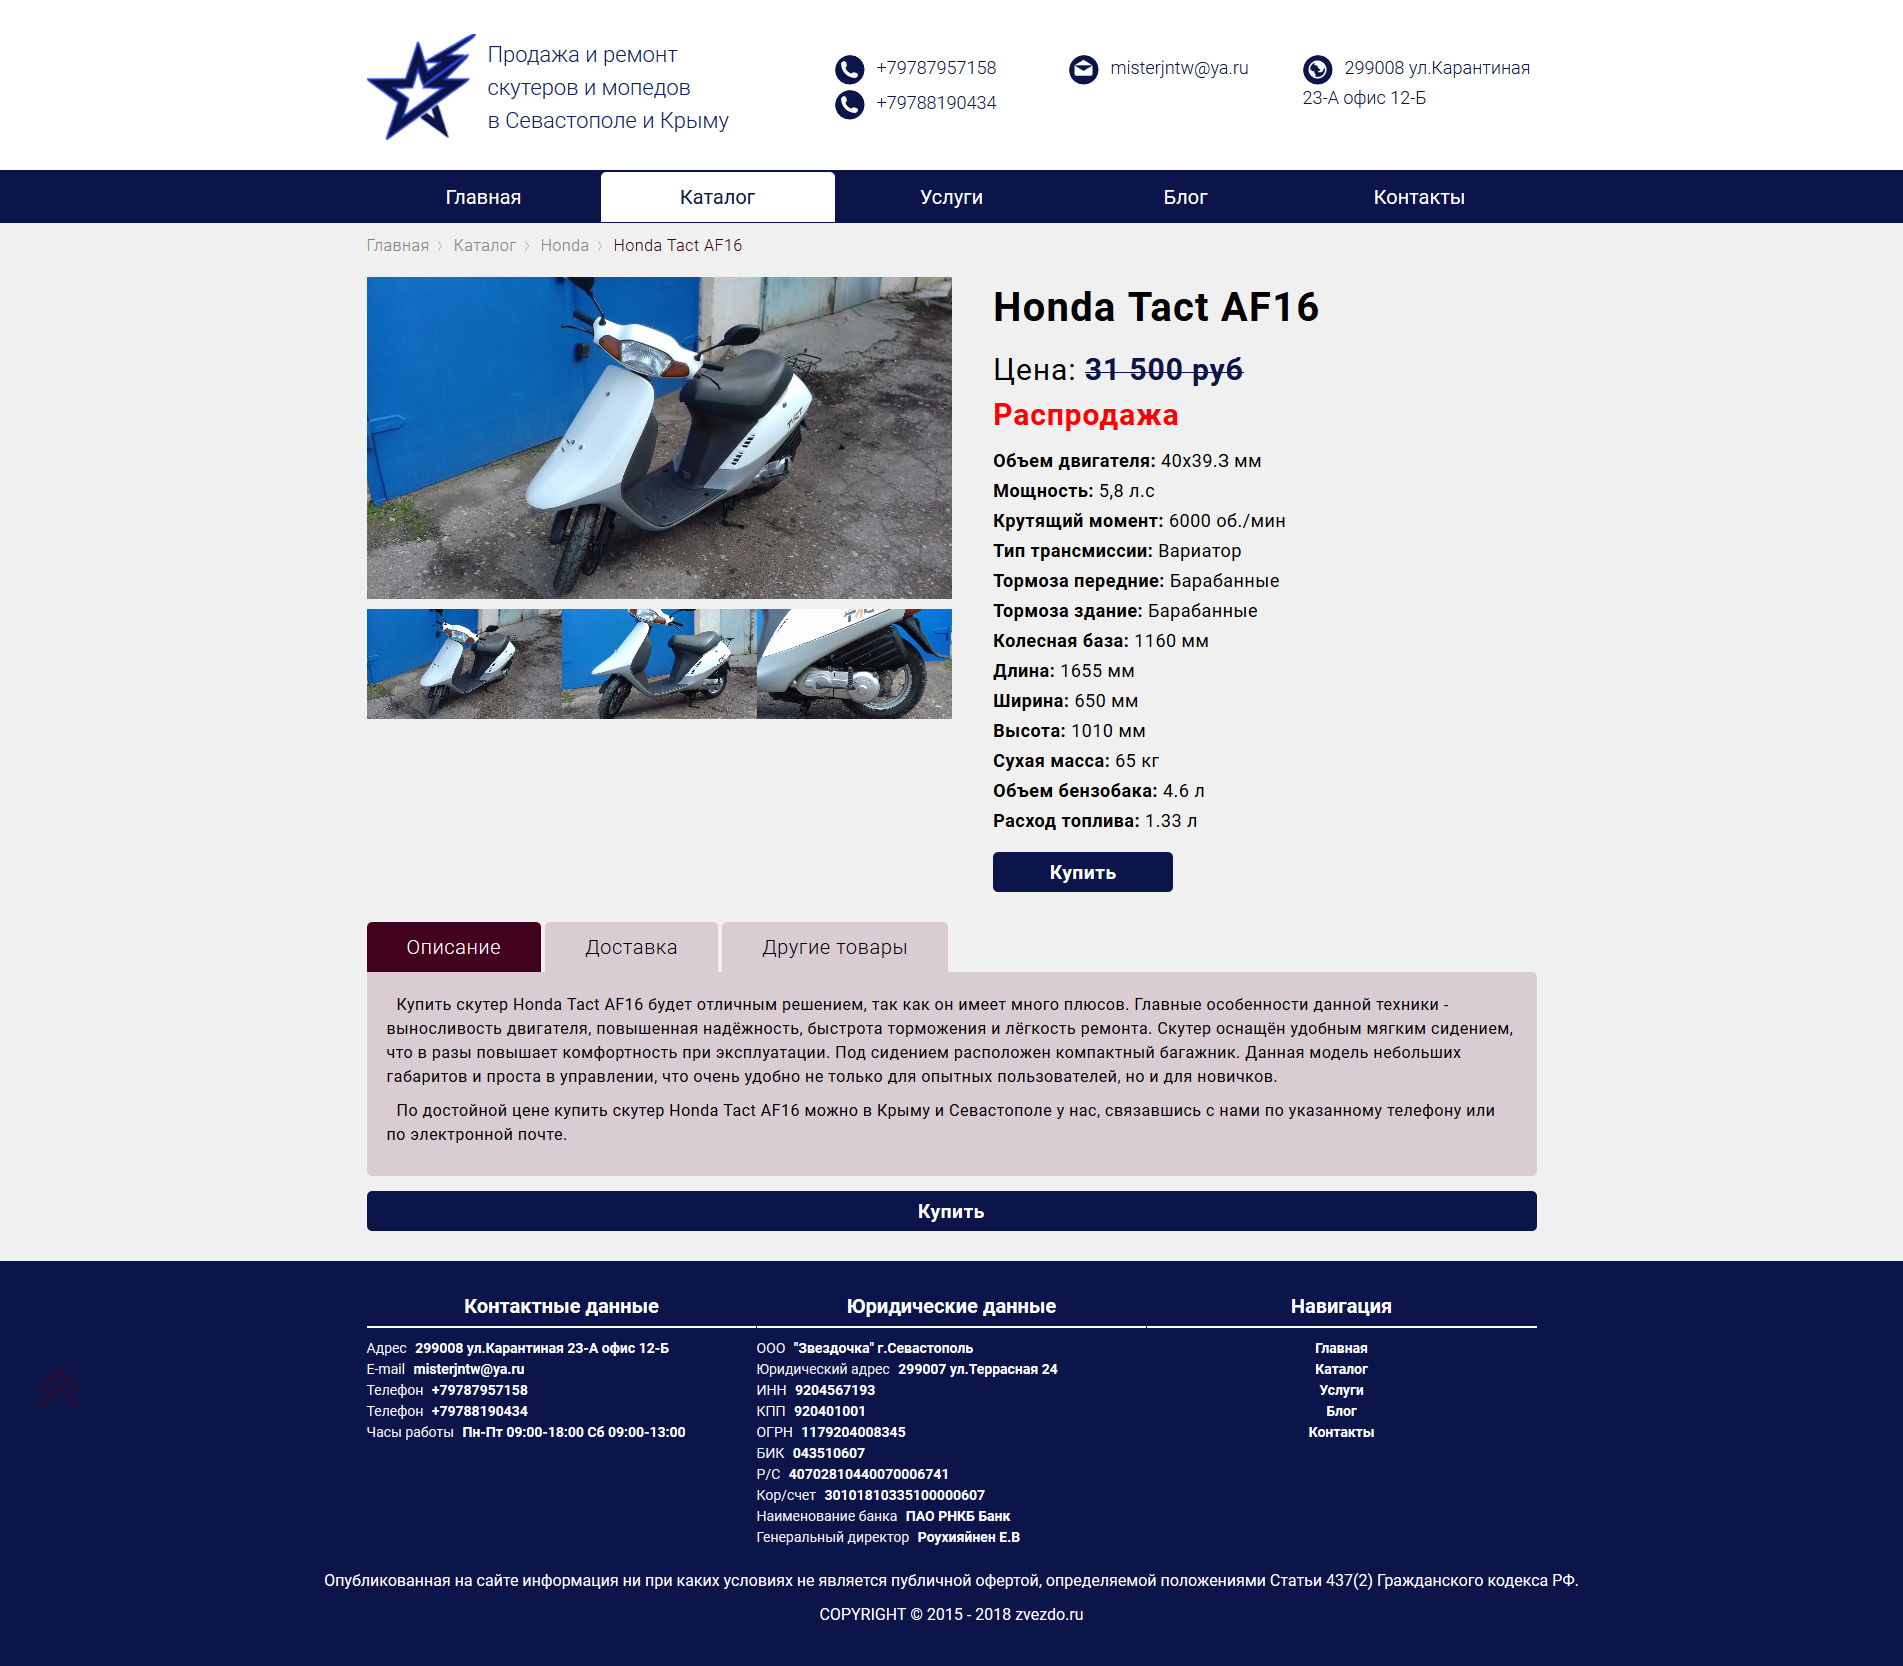 Продажа и ремонт
скутеров и мопедов
в Севастополе и Крыму
+79787957158
+79788190434
misterjntw@ya.ru
299008 ул.Карантиная
23-А офис 12-Б
Главная
Каталог
Услуги
Блог
Контакты
Главная
Каталог
Honda
Honda Tact AF16
Honda Tact AF16
Цена: 31 500 руб
Распродажа
Объем двигателя: 40x39.3 мм
Мощность: 5,8 л.с
Крутящий момент: 6000 об./мин
Тип трансмиссии: Вариатор
Тормоза передние: Барабанные
Тормоза здание: Барабанные
Колесная база: 1160 мм
Длина: 1655 мм
Ширина: 650 мм
Высота: 1010 мм
Сухая масса: 65 кг
Объем бензобака: 4.6 л
Расход топлива: 1.33 л
Купить
Описание
Доставка
Другие товары
Купить скутер Honda Tact AF16 будет отличным решением, так как он имеет много плюсов. Главные особенности данной техники -
выносливость двигателя, повышенная надёжность, быстрота торможения и лёгкость ремонта. Скутер оснащён удобным мягким сидением,
что в разы повышает комфортность при эксплуатации. Под сидением расположен компактный багажник. Данная модель небольших
габаритов и проста в управлении, что очень удобно не только для опытных пользователей, но и для новичков.
По достойной цене купить скутер Honda Tact AF16 можно в Крыму и Севастополе у нас, связавшись с нами по указанному телефону или
по электронной почте.
Купить
Контактные данные
Адрес 299008 ул.Карантиная 23-А офис 12-Б
E-mail misterjntw@ya.ru
Телефон +79787957158
Телефон +79788190434
Часы работы Пн-Пт 09:00-18:00 Сб 09:00-13:00
Юридические данные
ООО "Звездочка" г.Севастополь
Юридический адрес 299007 ул.Террасная 24
ИНН 9204567193
КПП 920401001
ОГРН 1179204008345
БИК 043510607
Р/С 40702810440070006741
Кор/счет 30101810335100000607
Наименование банка ПАО РНКБ Банк
Генеральный директор Роухияйнен Е.В
Навигация
Главная
Каталог
Услуги
Блог
Контакты
Опубликованная на сайте информация ни при каких условиях не является публичной офертой, определяемой положениями Статьи 437(2) Гражданского кодекса РФ.
COPYRIGHT © 2015 - 2018 zvezdo.ru